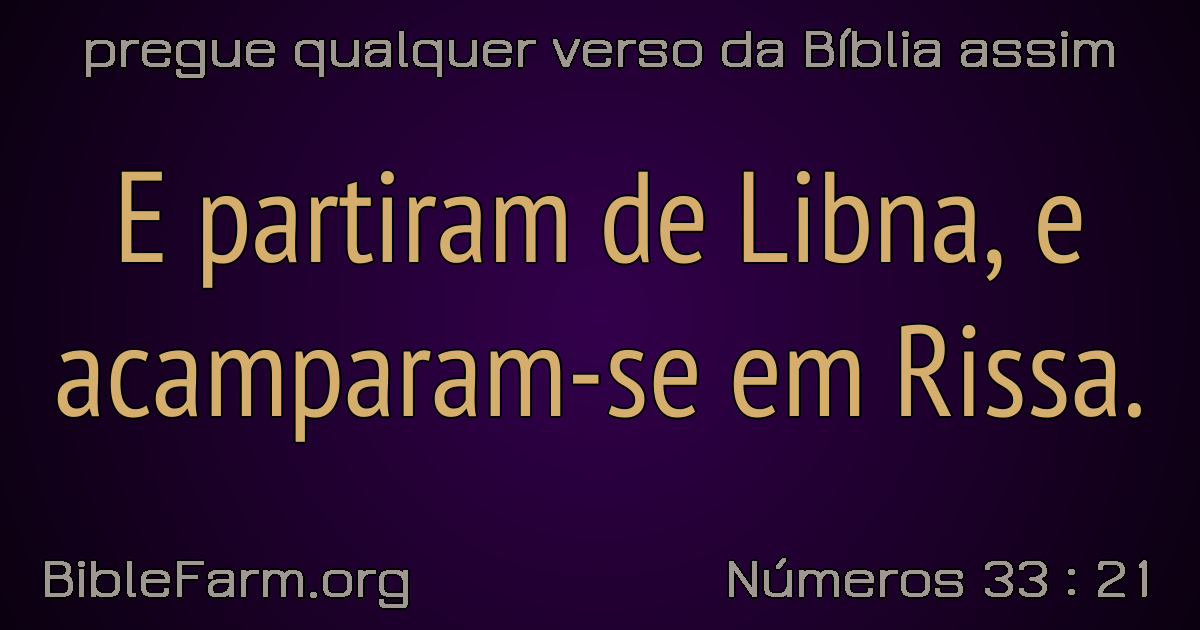 pregue qualquer verso da Bíblia assim
E partiram de Libna, e
acamparam-se em Rissa.
BibleFarm.org
Números 33 : 21